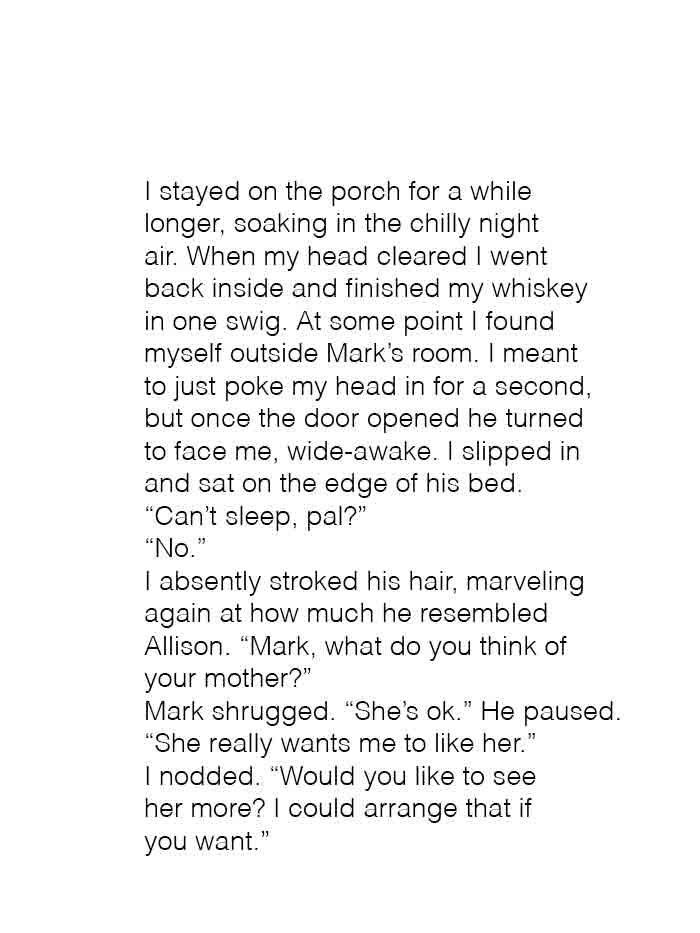 I stayed on the porch for a while
longer, soaking in the chilly night
air. When my head cleared I went
back inside and finished my whiskey
in one swig. At some point I found
myself outside Mark’s room. I meant
to just poke my head in for a second,
but once the door opened he turned
to face me, wide-awake. I slipped in
and sat on the edge of his bed.
“Can’t sleep, pal?”
“No.”
I absently stroked his hair, marveling
again at how much he resembled
Allison. “Mark, what do you think of
your mother?”
Mark shrugged. “She’s ok.” He paused.
“She really wants me to like her.”
I nodded. “Would you like to see
her more? I could arrange that if
you want.”